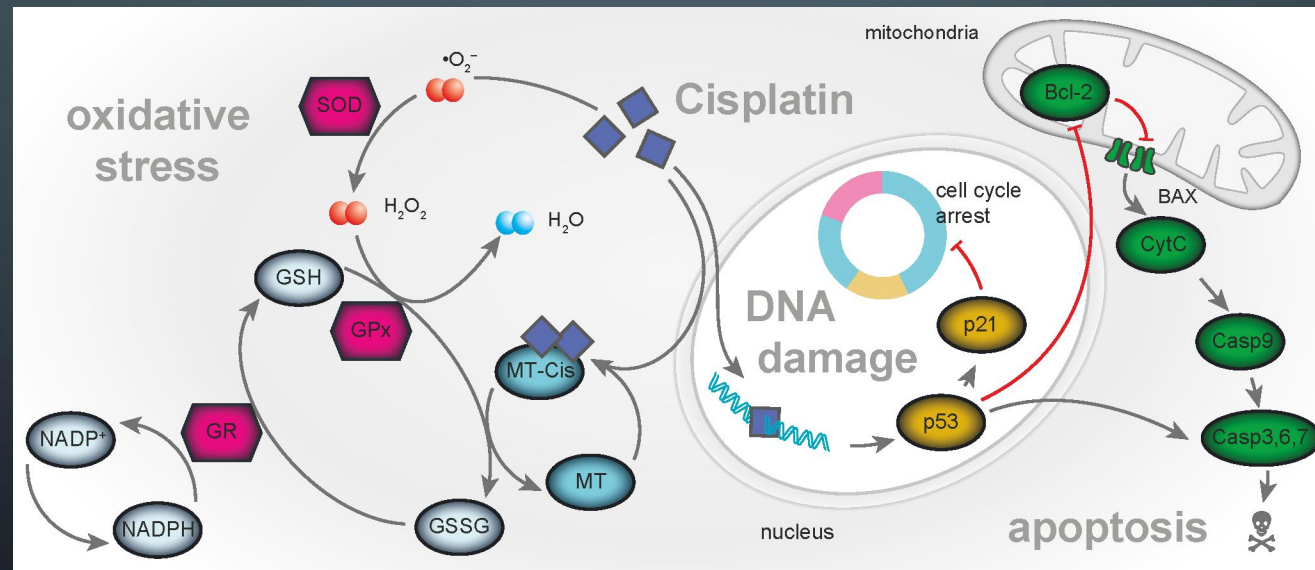 mitochondria
•O₂⁻
SOD
Cisplatin
Bcl-2
oxidative
stress
H₂O₂
H₂O
cell cycle
arrest
BAX
CytC
GSH
GPx
DNA
damage
p21
Casp9
MT-Cis
NADP⁺
GR
p53
Casp3,6,7
MT
NADPH
GSSG
nucleus
apoptosis